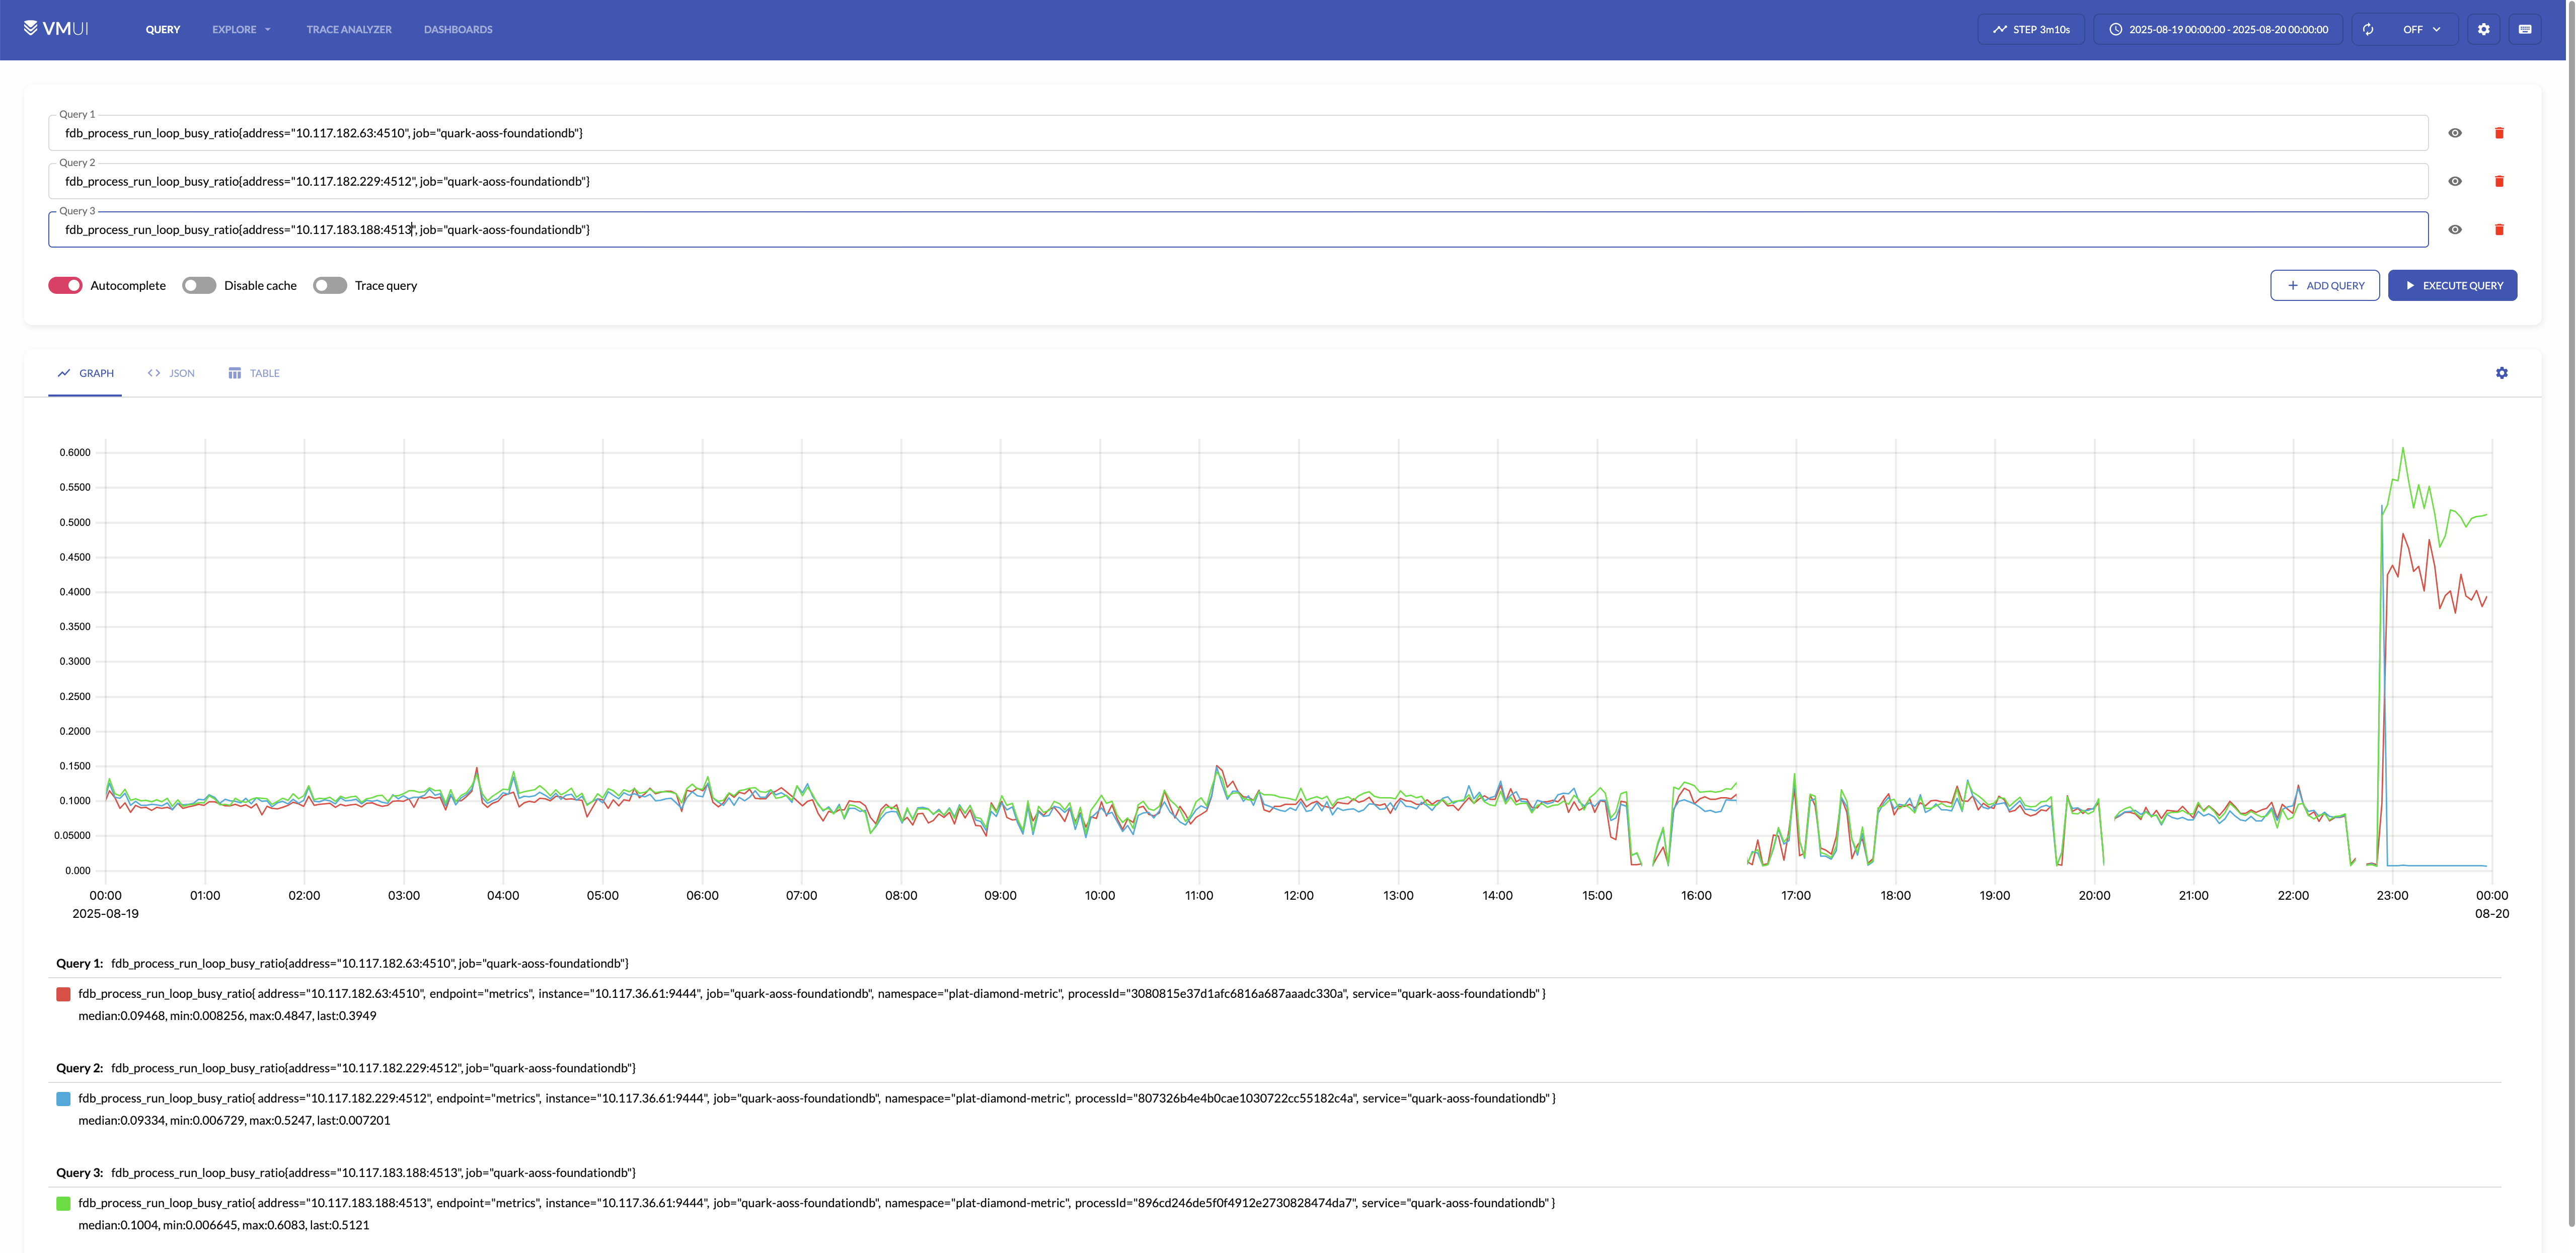 VMUI QUERY EXPLORE TRACE ANALYZER DASHBOARDS STEP 3m10s 2025-08-19 00:00:00 - 2025-08-20 00:00:00 OFF
Query 1
fdb_process_run_loop_busy_ratio{address="10.117.182.63:4510", job="quark-aoss-foundationdb"}
Query 2
fdb_process_run_loop_busy_ratio{address="10.117.182.229:4512", job="quark-aoss-foundationdb"}
Query 3
fdb_process_run_loop_busy_ratio{address="10.117.183.188:4513", job="quark-aoss-foundationdb"}
Autocomplete Disable cache Trace query ADD QUERY EXECUTE QUERY
GRAPH JSON TABLE
0.6000
0.5500
0.5000
0.4500
0.4000
0.3500
0.3000
0.2500
0.2000
0.1500
0.1000
0.05000
0.000
00:00 01:00 02:00 03:00 04:00 05:00 06:00 07:00 08:00 09:00 10:00 11:00 12:00 13:00 14:00 15:00 16:00 17:00 18:00 19:00 20:00 21:00 22:00 23:00 00:00
2025-08-19 08-20
Query 1: fdb_process_run_loop_busy_ratio{address="10.117.182.63:4510", job="quark-aoss-foundationdb"}
fdb_process_run_loop_busy_ratio{ address="10.117.182.63:4510", endpoint="metrics", instance="10.117.36.61:9444", job="quark-aoss-foundationdb", namespace="plat-diamond-metric", processId="3080815e37d1afc6816a687aaadc330a", service="quark-aoss-foundationdb" }
median:0.09468, min:0.008256, max:0.4847, last:0.3949
Query 2: fdb_process_run_loop_busy_ratio{address="10.117.182.229:4512", job="quark-aoss-foundationdb"}
fdb_process_run_loop_busy_ratio{ address="10.117.182.229:4512", endpoint="metrics", instance="10.117.36.61:9444", job="quark-aoss-foundationdb", namespace="plat-diamond-metric", processId="807326b4e4b0cae1030722cc55182c4a", service="quark-aoss-foundationdb" }
median:0.09334, min:0.006729, max:0.5247, last:0.007201
Query 3: fdb_process_run_loop_busy_ratio{address="10.117.183.188:4513", job="quark-aoss-foundationdb"}
fdb_process_run_loop_busy_ratio{ address="10.117.183.188:4513", endpoint="metrics", instance="10.117.36.61:9444", job="quark-aoss-foundationdb", namespace="plat-diamond-metric", processId="896cd246de5f0f4912e2730828474da7", service="quark-aoss-foundationdb" }
median:0.1004, min:0.006645, max:0.6083, last:0.5121